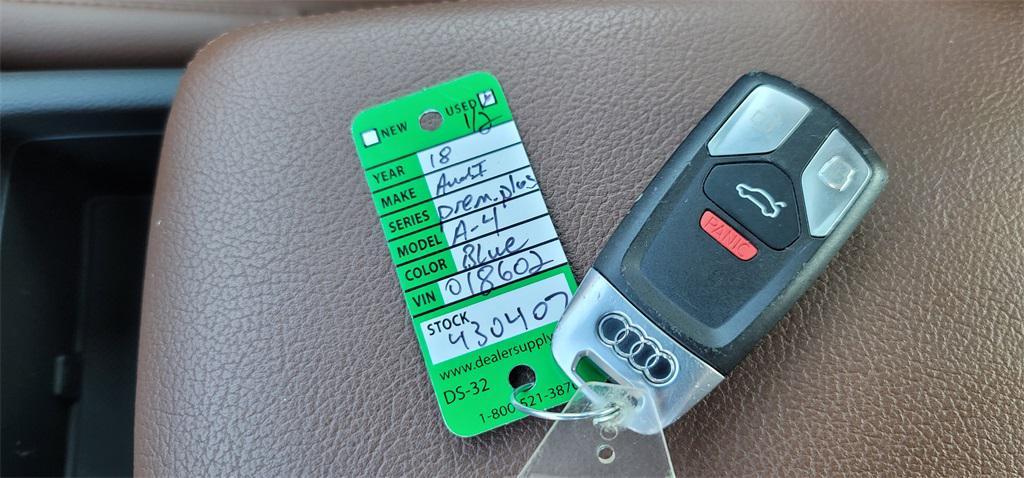 NEW USED
1/2
YEAR 18
MAKE Audi
SERIES prem. plus
MODEL A-4
COLOR Blue
VIN 018602
STOCK 430407
www.dealersupply
DS-32
1-800-521-387
PANIC